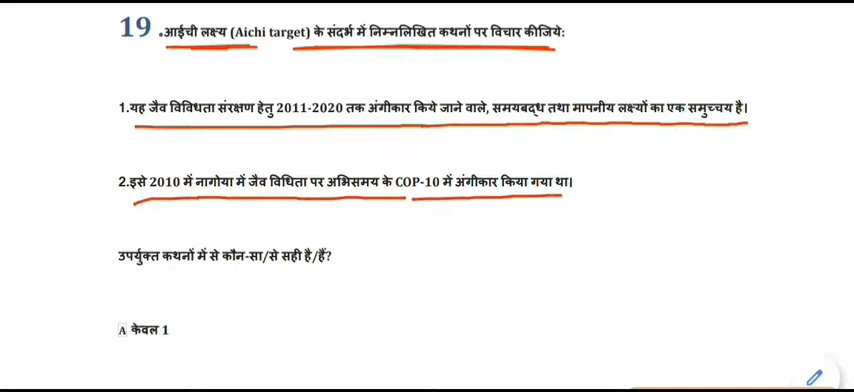 19 .आईची लक्ष्य (Aichi target) के संदर्भ में निम्नलिखित कथनों पर विचार कीजिये:
1.यह जैव विविधता संरक्षण हेतु 2011-2020 तक अंगीकार किये जाने वाले, समयबद्ध तथा मापनीय लक्ष्यों का एक समुच्चय है।
2.इसे 2010 में नागोया में जैव विधिता पर अभिसमय के COP-10 में अंगीकार किया गया था।
उपर्युक्त कथनों में से कौन-सा/से सही है/हैं?
A केवल 1